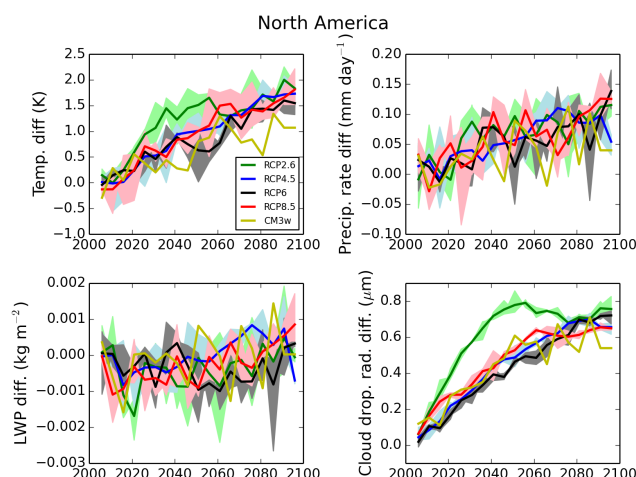 North America
Temp. diff (K)
2.5
2.0
1.5
1.0
0.5
0.0
−0.5
−1.0
2000 2020 2040 2060 2080 2100
RCP2.6
RCP4.5
RCP6
RCP8.5
CM3w
Precip. rate diff (mm day⁻¹)
0.20
0.15
0.10
0.05
0.00
−0.05
−0.10
2000 2020 2040 2060 2080 2100
LWP diff. (kg m⁻²)
0.002
0.001
0.000
−0.001
−0.002
−0.003
2000 2020 2040 2060 2080 2100
Cloud drop. rad. diff. (μm)
0.8
0.6
0.4
0.2
0.0
2000 2020 2040 2060 2080 2100